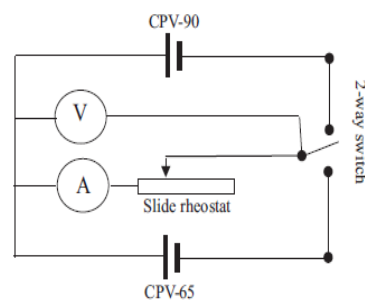 CPV-90
V
2-way switch
A
Slide rheostat
CPV-65